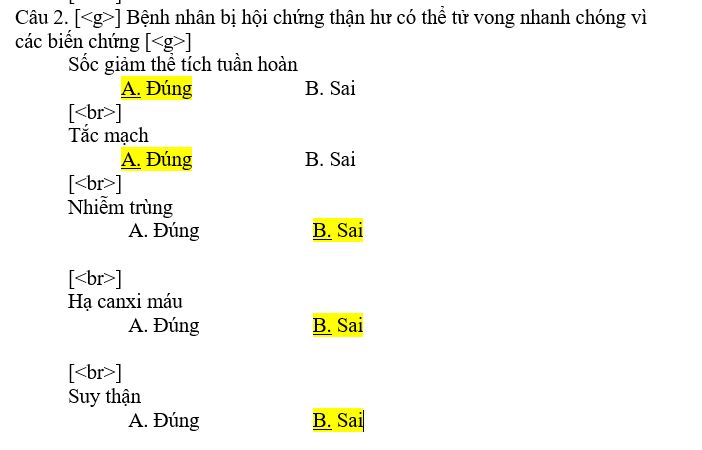 Câu 2. [<g>] Bệnh nhân bị hội chứng thận hư có thể tử vong nhanh chóng vì
các biến chứng [<g>]
Sốc giảm thể tích tuần hoàn
A. Đúng B. Sai
[<br>]
Tắc mạch
A. Đúng B. Sai
[<br>]
Nhiễm trùng
A. Đúng B. Sai
[<br>]
Hạ canxi máu
A. Đúng B. Sai
[<br>]
Suy thận
A. Đúng B. Sai